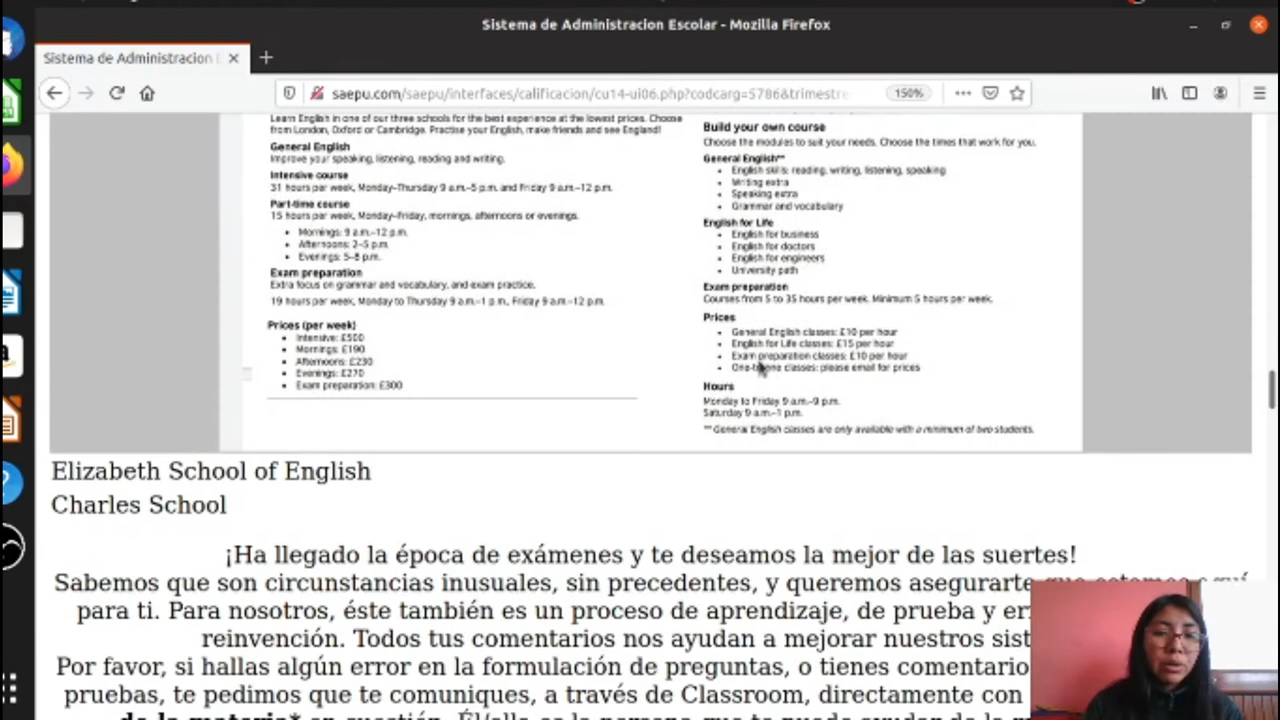 Sistema de Administracion Escolar - Mozilla Firefox
Sistema de Administracion
saepu.com/saepu/interfaces/calificacion/cu14-ui06.php?codcarg=5786&trimestre
150%
Learn English in one of our three schools for the best experience at the lowest prices. Choose
from London, Oxford or Cambridge. Practise your English, make friends and see England!
General English
Improve your speaking, listening, reading and writing.
Intensive course
31 hours per week, Monday–Thursday 9 a.m.–5 p.m. and Friday 9 a.m.–12 p.m.
Part-time course
15 hours per week, Monday–Friday, mornings, afternoons or evenings.
• Mornings: 9 a.m.–12 p.m.
• Afternoons: 2–5 p.m.
• Evenings: 5–8 p.m.
Exam preparation
Extra focus on grammar and vocabulary, and exam practice.
19 hours per week, Monday to Thursday 9 a.m.–1 p.m., Friday 9 a.m.–12 p.m.
Prices (per week)
• Intensive: £500
• Mornings: £190
• Afternoons: £230
• Evenings: £270
• Exam preparation: £300
Build your own course
Choose the modules to suit your needs. Choose the times that work for you.
General English**
• English skills: reading, writing, listening, speaking
• Writing extra
• Speaking extra
• Grammar and vocabulary
English for Life
• English for business
• English for doctors
• English for engineers
• University path
Exam preparation
Courses from 5 to 35 hours per week. Minimum 5 hours per week.
Prices
• General English classes: £10 per hour
• English for Life classes: £15 per hour
• Exam preparation classes: £10 per hour
• One-to-one classes: please email for prices
Hours
Monday to Friday 9 a.m.–9 p.m.
Saturday 9 a.m.–1 p.m.
** General English classes are only available with a minimum of two students.
Elizabeth School of English
Charles School
¡Ha llegado la época de exámenes y te deseamos la mejor de las suertes!
Sabemos que son circunstancias inusuales, sin precedentes, y queremos asegurarte
para ti. Para nosotros, éste también es un proceso de aprendizaje, de prueba y
reinvención. Todos tus comentarios nos ayudan a mejorar nuestros
Por favor, si hallas algún error en la formulación de preguntas, o tienes
pruebas, te pedimos que te comuniques, a través de Classroom, directamente con
de la materia* en cuestión. Él/ella es la persona que te puede ayudar de la